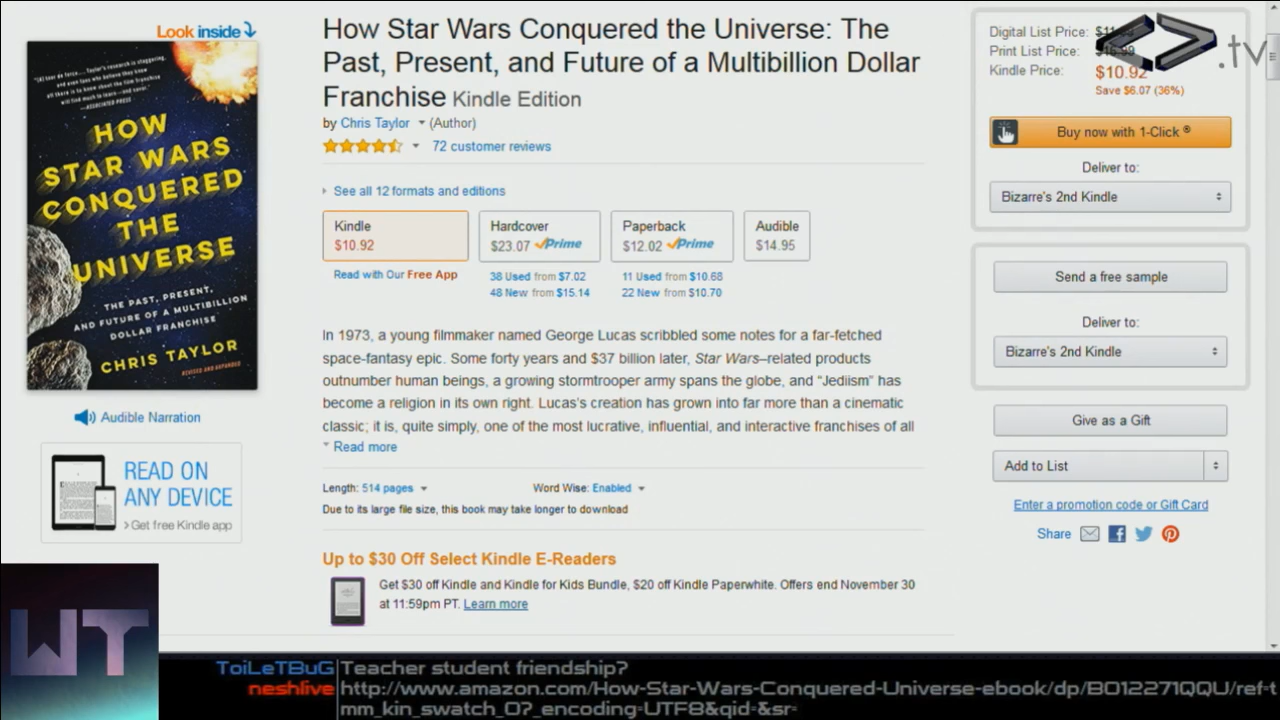 Look inside
How Star Wars Conquered the Universe: The
Past, Present, and Future of a Multibillion Dollar
Franchise Kindle Edition
by Chris Taylor (Author)
72 customer reviews
See all 12 formats and editions
Kindle
$10.92
Read with Our Free App
Hardcover
$23.07 Prime
38 Used from $7.02
48 New from $15.14
Paperback
$12.02 Prime
11 Used from $10.68
22 New from $10.70
Audible
$14.95
In 1973, a young filmmaker named George Lucas scribbled some notes for a far-fetched
space-fantasy epic. Some forty years and $37 billion later, Star Wars–related products
outnumber human beings, a growing stormtrooper army spans the globe, and “Jediism” has
become a religion in its own right. Lucas’s creation has grown into far more than a cinematic
classic; it is, quite simply, one of the most lucrative, influential, and interactive franchises of all
Read more
Length: 514 pages
Word Wise: Enabled
Due to its large file size, this book may take longer to download
Up to $30 Off Select Kindle E-Readers
Get $30 off Kindle and Kindle for Kids Bundle, $20 off Kindle Paperwhite. Offers end November 30
at 11:59pm PT. Learn more
HOW
STAR WARS
CONQUERED
THE
UNIVERSE
THE PAST, PRESENT,
AND FUTURE OF A MULTIBILLION
DOLLAR FRANCHISE
CHRIS TAYLOR
REVISED AND EXPANDED
Audible Narration
READ ON
ANY DEVICE
› Get free Kindle app
Digital List Price:
Print List Price:
Kindle Price: $10.92
Save $6.07 (36%)
.tv
Buy now with 1-Click ®
Deliver to:
Bizarre's 2nd Kindle
Send a free sample
Deliver to:
Bizarre's 2nd Kindle
Give as a Gift
Add to List
Enter a promotion code or Gift Card
Share
WT
ToiLeTBuG Teacher student friendship?
neshlive http://www.amazon.com/How-Star-Wars-Conquered-Universe-ebook/dp/B012271QQU/ref=t
mm_kin_swatch_0?_encoding=UTF8&qid=&sr=